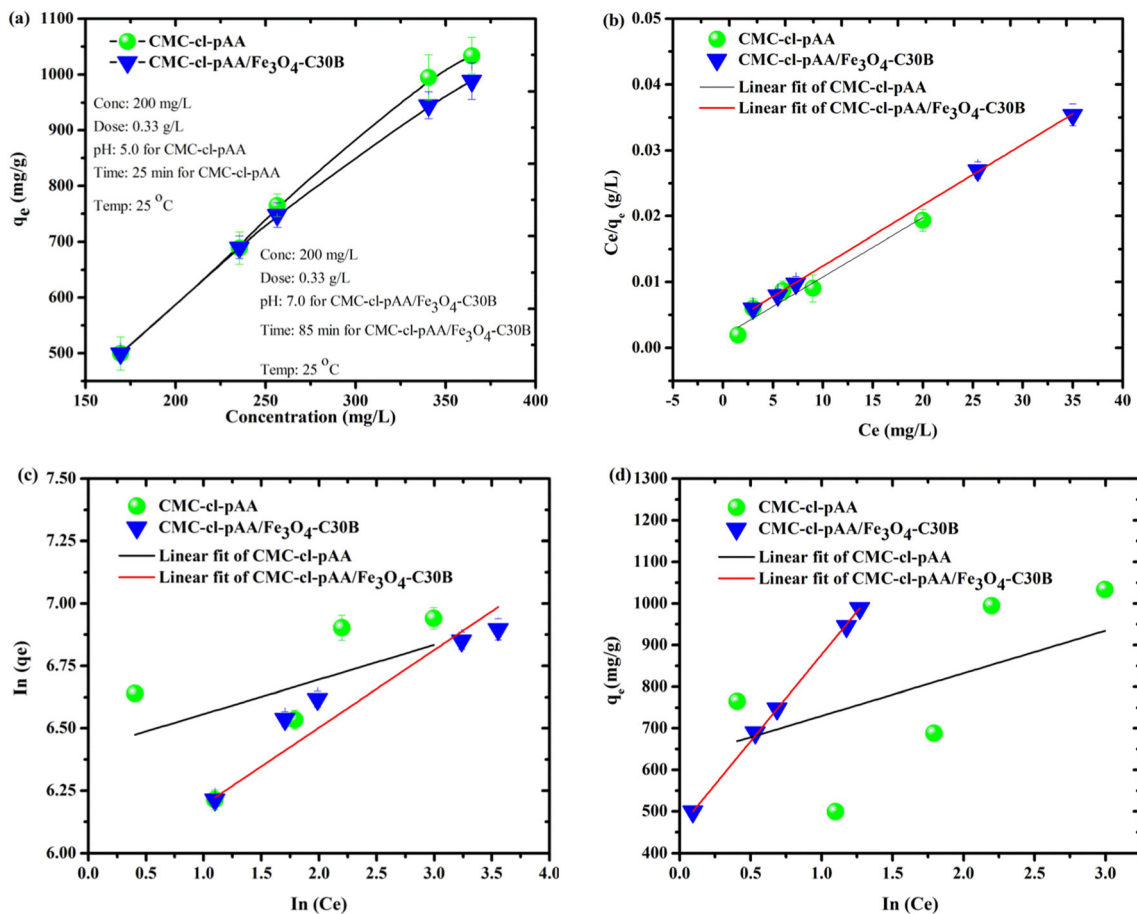 (a)
CMC-cl-pAA
CMC-cl-pAA/Fe3O4-C30B
Conc: 200 mg/L
Dose: 0.33 g/L
pH: 5.0 for CMC-cl-pAA
Time: 25 min for CMC-cl-pAA
Temp: 25 °C
Conc: 200 mg/L
Dose: 0.33 g/L
pH: 7.0 for CMC-cl-pAA/Fe3O4-C30B
Time: 85 min for CMC-cl-pAA/Fe3O4-C30B
Temp: 25 °C
qe (mg/g)
1100
1000
900
800
700
600
500
150 200 250 300 350 400
Concentration (mg/L)
(b)
CMC-cl-pAA
CMC-cl-pAA/Fe3O4-C30B
Linear fit of CMC-cl-pAA
Linear fit of CMC-cl-pAA/Fe3O4-C30B
Ce/qe (g/L)
0.05
0.04
0.03
0.02
0.01
0.00
-5 0 5 10 15 20 25 30 35 40
Ce (mg/L)
(c)
CMC-cl-pAA
CMC-cl-pAA/Fe3O4-C30B
Linear fit of CMC-cl-pAA
Linear fit of CMC-cl-pAA/Fe3O4-C30B
In (qe)
7.50
7.25
7.00
6.75
6.50
6.25
6.00
0.0 0.5 1.0 1.5 2.0 2.5 3.0 3.5 4.0
In (Ce)
(d)
CMC-cl-pAA
CMC-cl-pAA/Fe3O4-C30B
Linear fit of CMC-cl-pAA
Linear fit of CMC-cl-pAA/Fe3O4-C30B
qe (mg/g)
1300
1200
1100
1000
900
800
700
600
500
400
0.0 0.5 1.0 1.5 2.0 2.5 3.0
In (Ce)